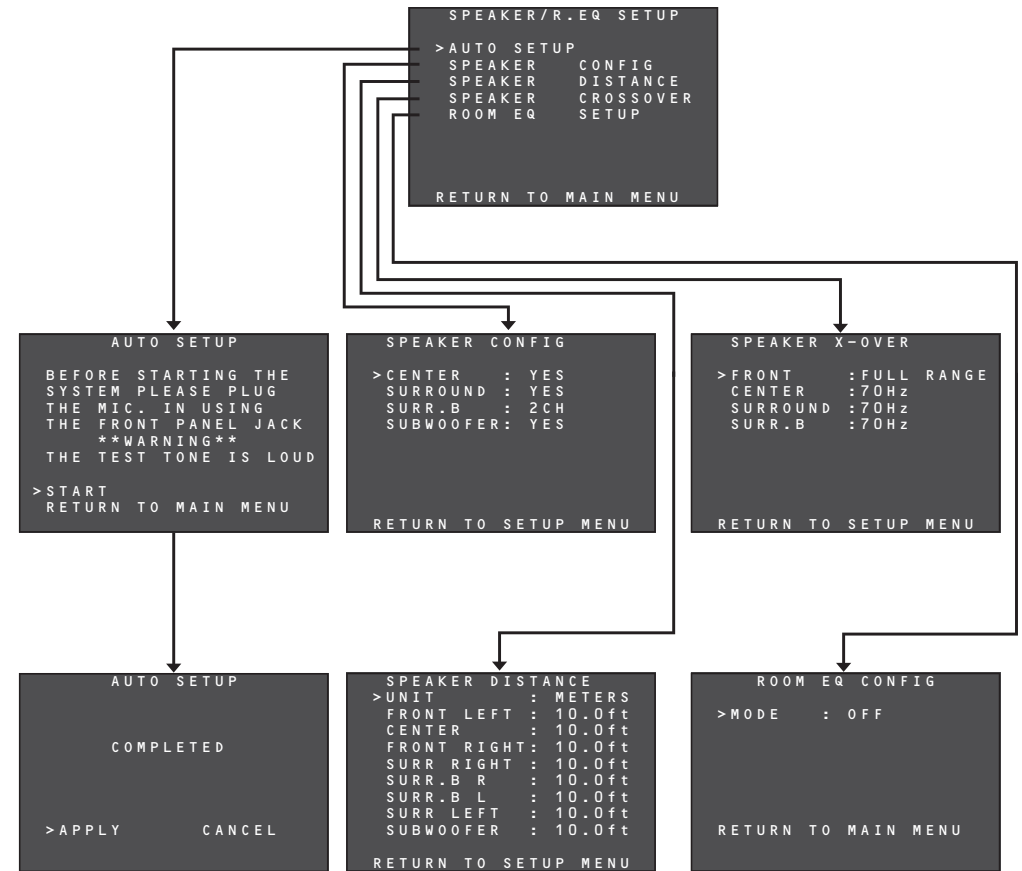 SPEAKER/R.EQ SETUP
>AUTO SETUP
SPEAKER CONFIG
SPEAKER DISTANCE
SPEAKER CROSSOVER
ROOM EQ SETUP
RETURN TO MAIN MENU
AUTO SETUP
BEFORE STARTING THE
SYSTEM PLEASE PLUG
THE MIC. IN USING
THE FRONT PANEL JACK
**WARNING**
THE TEST TONE IS LOUD
>START
RETURN TO MAIN MENU
SPEAKER CONFIG
>CENTER : YES
SURROUND : YES
SURR.B : 2CH
SUBWOOFER: YES
RETURN TO SETUP MENU
SPEAKER X-OVER
>FRONT :FULL RANGE
CENTER :70Hz
SURROUND :70Hz
SURR.B :70Hz
RETURN TO SETUP MENU
AUTO SETUP
COMPLETED
>APPLY CANCEL
SPEAKER DISTANCE
>UNIT : METERS
FRONT LEFT : 10.0ft
CENTER : 10.0ft
FRONT RIGHT: 10.0ft
SURR RIGHT : 10.0ft
SURR.B R : 10.0ft
SURR.B L : 10.0ft
SURR LEFT : 10.0ft
SUBWOOFER : 10.0ft
RETURN TO SETUP MENU
ROOM EQ CONFIG
>MODE : OFF
RETURN TO MAIN MENU